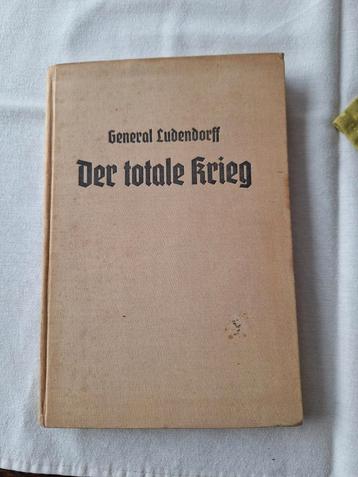 General Ludendorff
Der totale Krieg